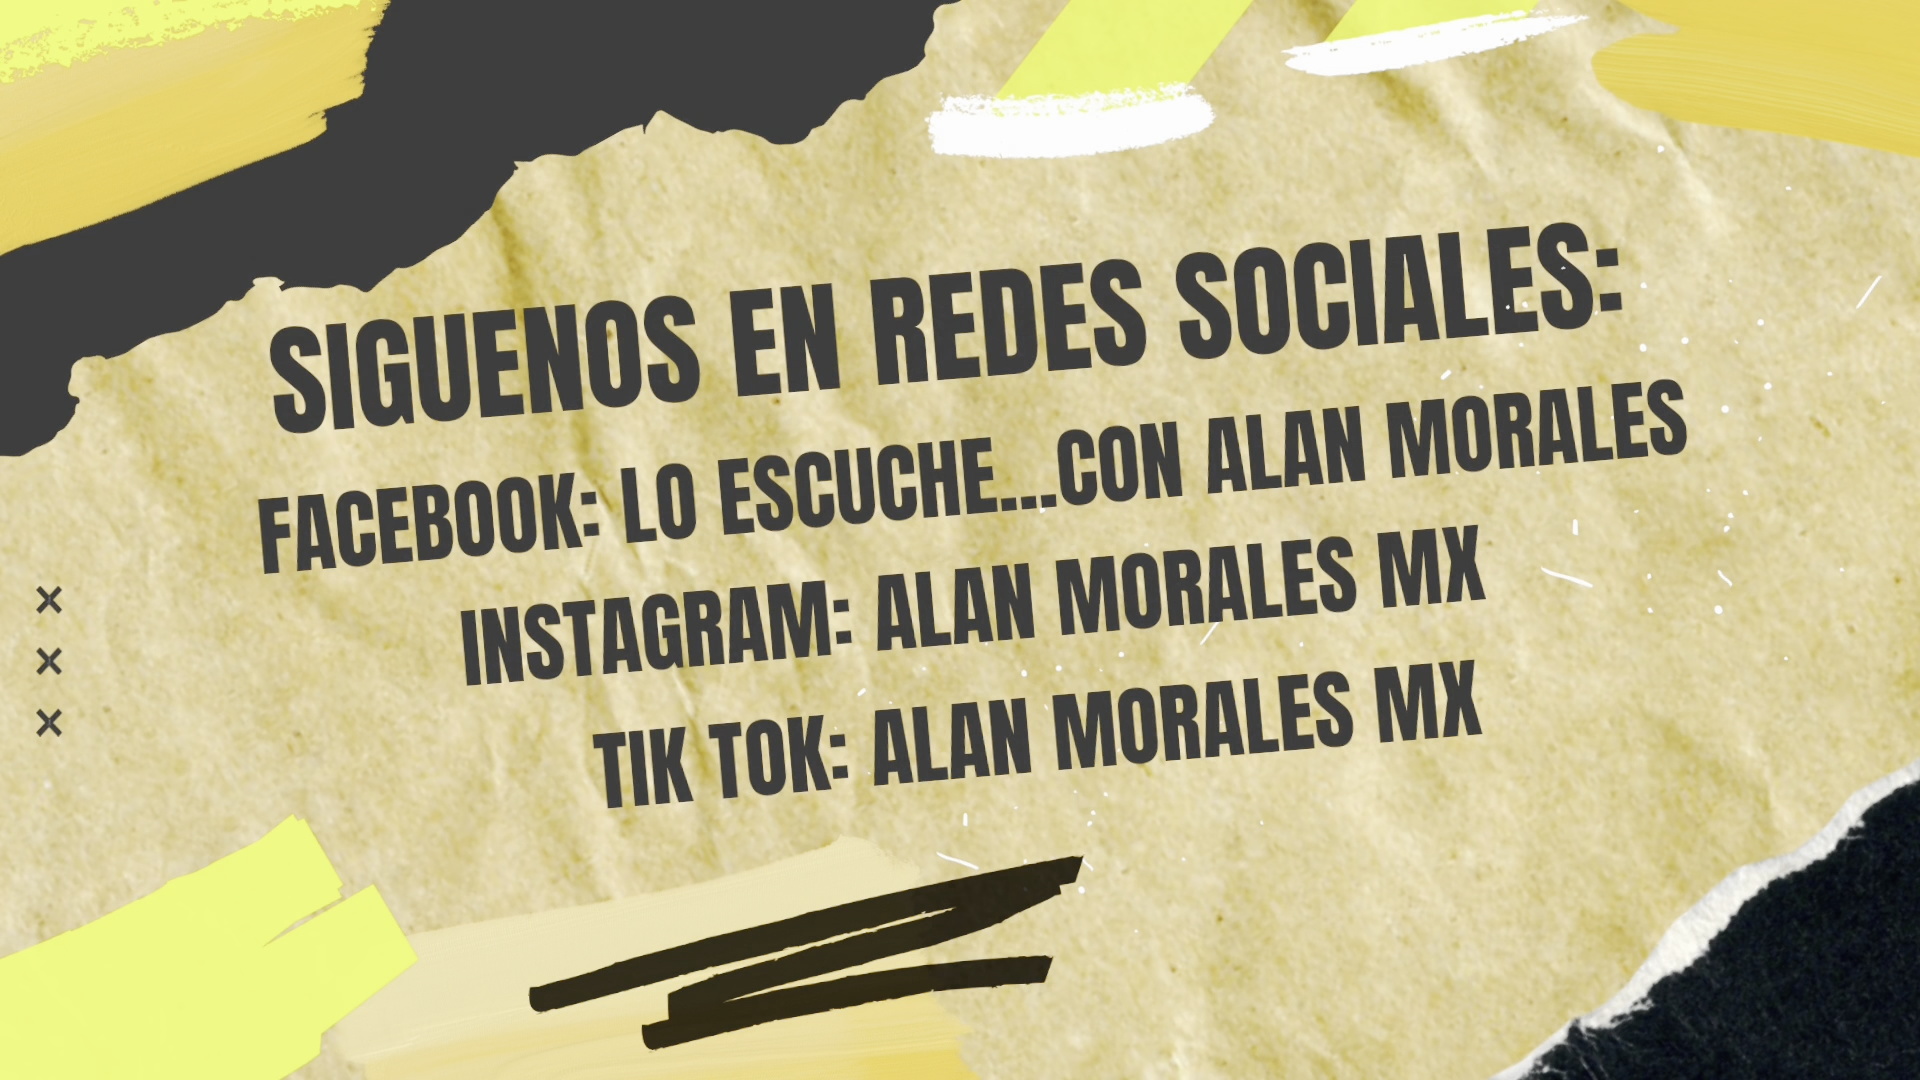 SIGUENOS EN REDES SOCIALES:
FACEBOOK: LO ESCUCHE...CON ALAN MORALES
INSTAGRAM: ALAN MORALES MX
TIK TOK: ALAN MORALES MX